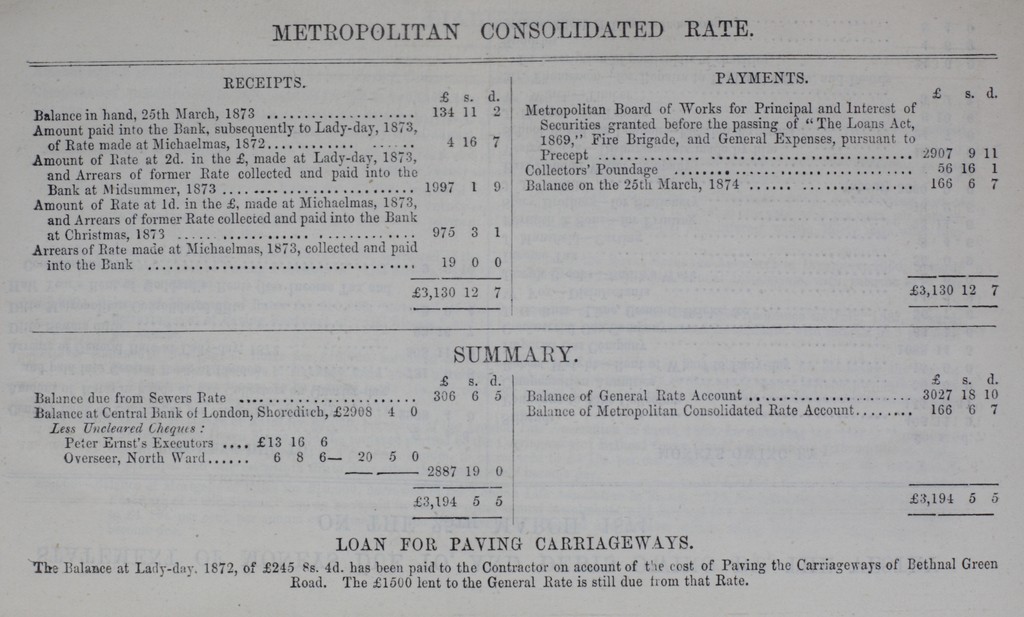 METROPOLITAN CONSOLIDATED RATE.
RECEIPTS.
£ s. d.
Balance in hand, 25th March, 1873 .................... 134 11 2
Amount paid into the Bank, subsequently to Lady-day, 1873,
of Rate made at Michaelmas, 1872.................... 4 16 7
Amount of Rate at 2d. in the £, made at Lady-day, 1873,
and Arrears of former Rate collected and paid into the
Bank at Midsummer, 1873 .................... 1997 1 9
Amount of Rate at 1d. in the £, made at Michaelmas, 1873,
and Arrears of former Rate collected and paid into the Bank
at Christmas, 1873 .................... 975 3 1
Arrears of Rate made at Michaelmas, 1873, collected and paid
into the Bank .................... 19 0 0
£3,130 12 7
PAYMENTS.
£ s. d.
Metropolitan Board of Works for Principal and Interest of
Securities granted before the passing of "The Loans Act,
1869," Fire Brigade, and General Expenses, pursuant to
Precept .................... 2907 9 11
Collectors' Poundage .................... 56 16 1
Balance on the 25th March, 1874 .................... 166 6 7
£3,130 12 7
SUMMARY.
£ s. d.
Balance due from Sewers Rate .................... 306 6 5
Balance at Central Bank of London, Shoreditch, £2908 4 0
Less Uncleared Cheques :
Peter Ernst's Executors .... £13 16 6
Overseer, North Ward...... 6 8 6— 20 5 0
2887 19 0
£3,194 5 5
£ s. d.
Balance of General Rate Account .................... 3027 18 10
Balance of Metropolitan Consolidated Rate Account........ 166 6 7
£3,194 5 5
LOAN FOR PAVING CARRIAGEWAYS.
The Balance at Lady-day, 1872, of £245 8s. 4d. has been paid to the Contractor on account of the cost of Paving the Carriageways of Bethnal Green
Road. The £1500 lent to the General Rate is still due from that Rate.